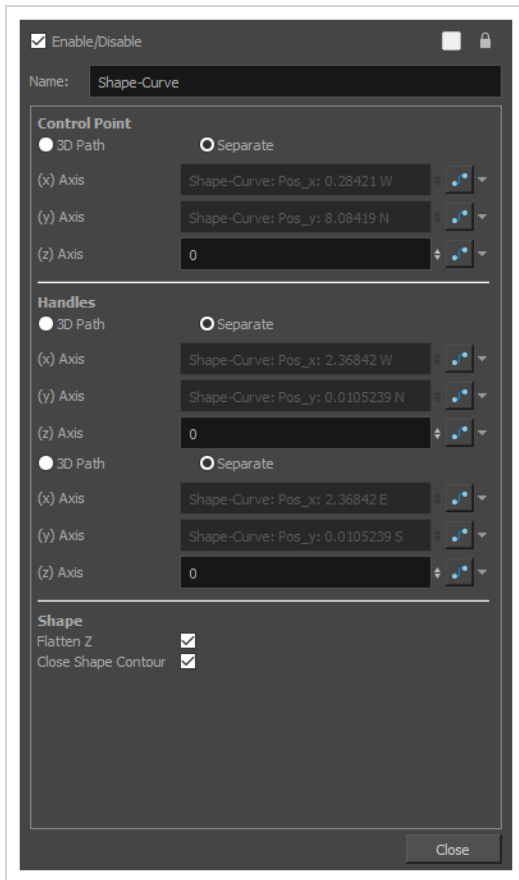 Enable/Disable
Name: Shape-Curve
Control Point
3D Path Separate
(x) Axis Shape-Curve: Pos_x: 0.28421 W
(y) Axis Shape-Curve: Pos_y: 8.08419 N
(z) Axis 0
Handles
3D Path Separate
(x) Axis Shape-Curve: Pos_x: 2.36842 W
(y) Axis Shape-Curve: Pos_y: 0.0105239 N
(z) Axis 0
3D Path Separate
(x) Axis Shape-Curve: Pos_x: 2.36842 E
(y) Axis Shape-Curve: Pos_y: 0.0105239 S
(z) Axis 0
Shape
Flatten Z
Close Shape Contour
Close